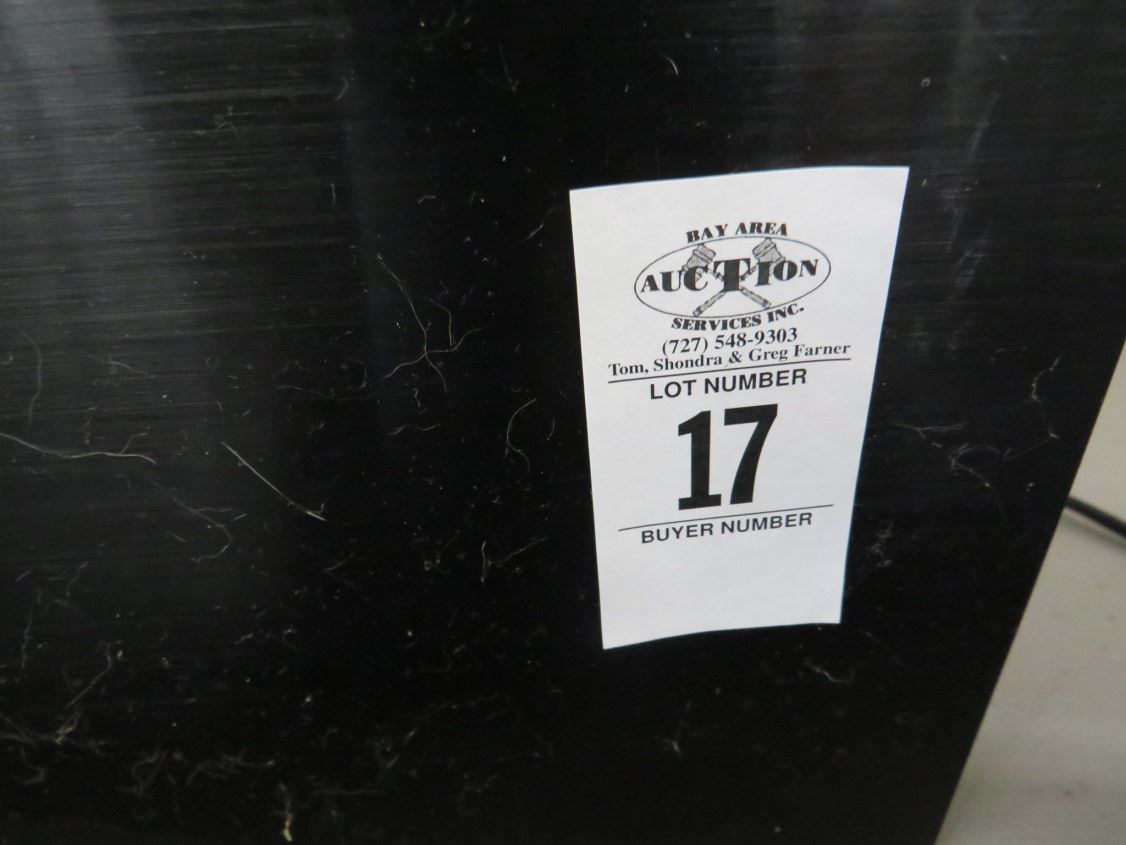 BAY AREA
AUCTION
SERVICES INC.
(727) 548-9303
Tom, Shondra & Greg Farner
LOT NUMBER
17
BUYER NUMBER